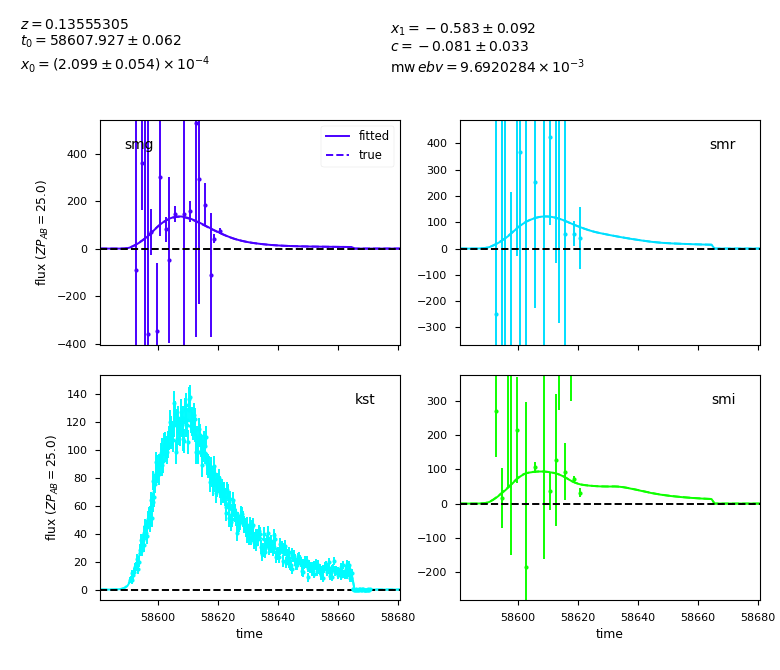 z = 0.13555305
t₀ = 58607.927 ± 0.062
x₀ = (2.099 ± 0.054) × 10⁻⁴
x₁ = −0.583 ± 0.092
c = −0.081 ± 0.033
mw ebv = 9.6920284 × 10⁻³
smg
fitted
true
400
200
0
−200
−400
flux (ZP_AB = 25.0)
smr
400
300
200
100
0
−100
−200
−300
kst
140
120
100
80
60
40
20
0
flux (ZP_AB = 25.0)
58600 58620 58640 58660 58680
time
smi
300
200
100
0
−100
−200
58600 58620 58640 58660 58680
time